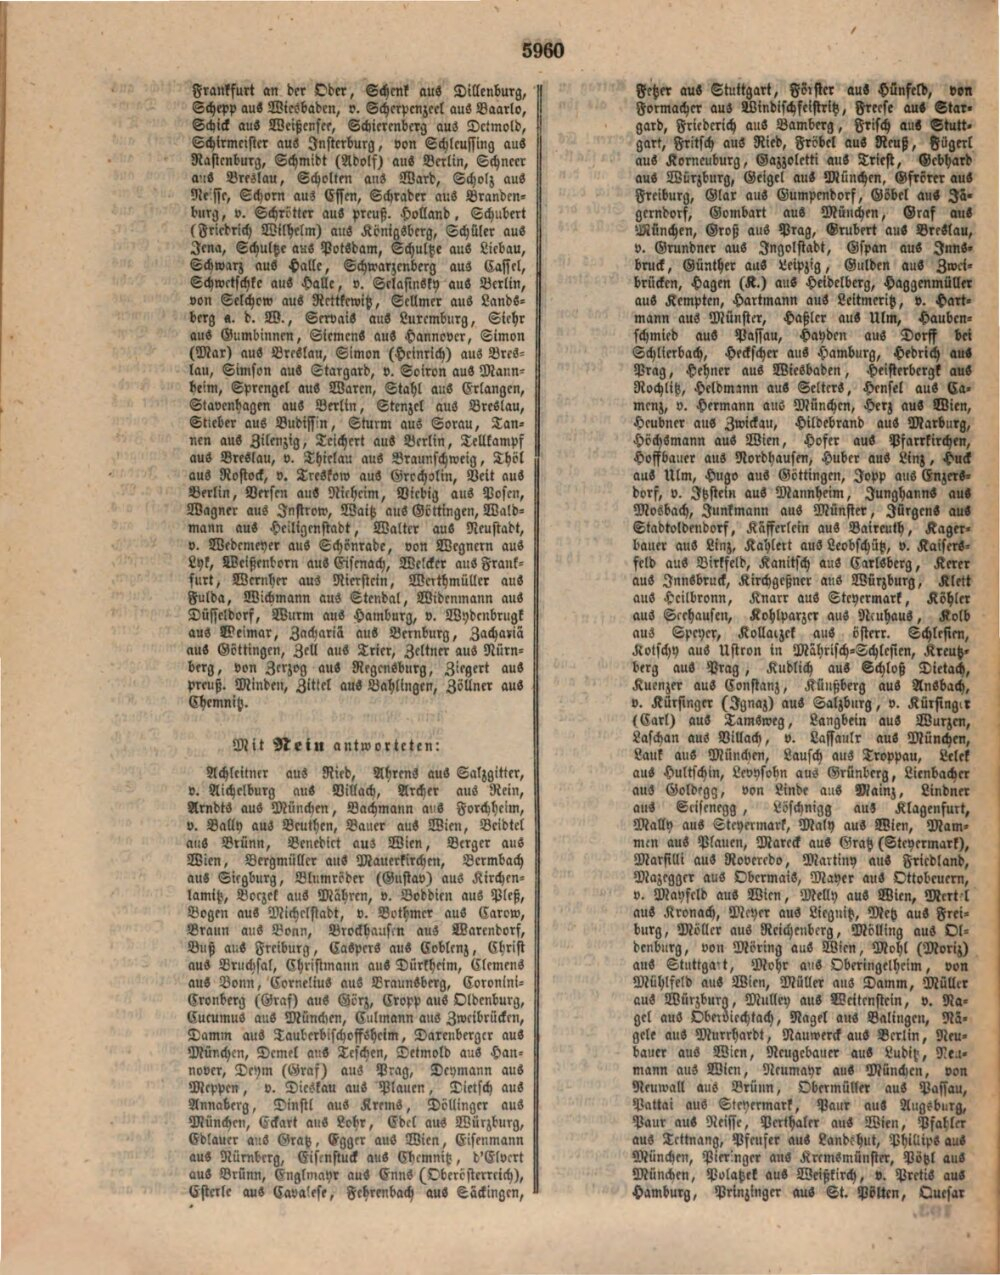 5960
Frankfurt an der Oder, Schenk aus Dillenburg,
Schepp aus Wiesbaden, v. Scherpenzeel aus Baarlo,
Schick aus Weißensee, Schierenberg aus Detmold,
Schirmeister aus Insterburg, von Schleussing aus
Rastenburg, Schmidt (Adolf) aus Berlin, Schneer
aus Breslau, Scholten aus Ward, Scholz aus
Neisse, Schorn aus Essen, Schrader aus Branden-
burg, v. Schrötter aus preuß. Holland, Schubert
(Friedrich Wilhelm) aus Königsberg, Schüler aus
Jena, Schultze aus Potsdam, Schultze aus Liebau,
Schwarz aus Halle, Schwarzenberg aus Cassel,
Schwetschke aus Halle, v. Selasinsky aus Berlin,
von Selchow aus Rettkewitz, Sellmer aus Lands-
berg a. d. W., Servais aus Luxemburg, Siehr
aus Gumbinnen, Siemens aus Hannover, Simon
(Max) aus Breslau, Simon (Heinrich) aus Bres-
lau, Simson aus Stargard, v. Soiron aus Mann-
heim, Sprengel aus Waren, Stahl aus Erlangen,
Stavenhagen aus Berlin, Stenzel aus Breslau,
Stieber aus Budissin, Sturm aus Sorau, Tan-
nen aus Zilenzig, Teichert aus Berlin, Tellkampf
aus Breslau, v. Thielau aus Braunschweig, Thöl
aus Rostock, v. Treskow aus Grocholin, Veit aus
Berlin, Versen aus Nieheim, Viebig aus Posen,
Wagner aus Instrow, Waitz aus Göttingen, Wald-
mann aus Heiligenstadt, Walter aus Neustadt,
v. Wedemeyer aus Schönrade, von Wegnern aus
Lyk, Weißenborn aus Eisenach, Welcker aus Frank-
furt, Wernher aus Nierstein, Werthmüller aus
Fulda, Wichmann aus Stendal, Widenmann aus
Düsseldorf, Wurm aus Hamburg, v. Wydenbrugk
aus Weimar, Zachariä aus Bernburg, Zachariä
aus Göttingen, Zell aus Trier, Zeltner aus Nürn-
berg, von Zerzog aus Regensburg, Ziegert aus
preuß. Minden, Zittel aus Bahlingen, Zöllner aus
Chemnitz.
Mit Nein antworteten:
Achleitner aus Ried, Ahrens aus Salzgitter,
v. Aichelburg aus Villach, Archer aus Rein,
Arndts aus München, Bachmann aus Forchheim,
v. Bally aus Beuthen, Bauer aus Wien, Beidtel
aus Brünn, Benedict aus Wien, Berger aus
Wien, Bergmüller aus Mauerkirchen, Bermbach
aus Siegburg, Blumröder (Gustav) aus Kirchen-
lamitz, Boczek aus Mähren, v. Boddien aus Pleß,
Bogen aus Michelstadt, v. Bothmer aus Carow,
Braun aus Bonn, Brockhausen aus Warendorf,
Buß aus Freiburg, Caspers aus Coblenz, Christ
aus Bruchsal, Christmann aus Dürkheim, Clemens
aus Bonn, Cornelius aus Braunsberg, Coronini-
Cronberg (Graf) aus Görz, Cropp aus Oldenburg,
Cucumus aus München, Culmann aus Zweibrücken,
Damm aus Tauberbischoffsheim, Darenberger aus
München, Demel aus Teschen, Detmold aus Han-
nover, Deym (Graf) aus Prag, Deymann aus
Meppen, v. Dieskau aus Plauen, Dietsch aus
Annaberg, Dinstl aus Krems, Döllinger aus
München, Eckart aus Lohr, Edel aus Würzburg,
Edlauer aus Gratz, Egger aus Wien, Eisenmann
aus Nürnberg, Eisenstuck aus Chemnitz, d'Elvert
aus Brünn, Englmayr aus Enns (Oberösterreich),
Esterle aus Cavalese, Fehrenbach aus Säckingen,
Fetzer aus Stuttgart, Förster aus Hünfeld, von
Formacher aus Windischfeistritz, Freese aus Star-
gard, Friederich aus Bamberg, Frisch aus Stutt-
gart, Fritsch aus Ried, Fröbel aus Reuß, Fügerl
aus Korneuburg, Gazzoletti aus Triest, Gebhard
aus Würzburg, Geigel aus München, Gfrörer aus
Freiburg, Glax aus Gumpendorf, Göbel aus Jä-
gerndorf, Gombart aus München, Graf aus
München, Groß aus Prag, Grubert aus Breslau,
v. Grundner aus Ingolstadt, Gspan aus Inns-
bruck, Günther aus Leipzig, Gulden aus Zwei-
brücken, Hagen (K.) aus Heidelberg, Haggenmüller
aus Kempten, Hartmann aus Leitmeritz, v. Hart-
mann aus Münster, Haßler aus Ulm, Hauben-
schmied aus Passau, Hayden aus Dorff bei
Schlierbach, Heckscher aus Hamburg, Hedrich aus
Prag, Hehner aus Wiesbaden, Heisterbergk aus
Rochlitz, Heldmann aus Selters, Hensel aus Ca-
menz, v. Hermann aus München, Herz aus Wien,
Heubner aus Zwickau, Hildebrand aus Marburg,
Höchsmann aus Wien, Hofer aus Pfarrkirchen,
Hoffbauer aus Nordhausen, Huber aus Linz, Huck
aus Ulm, Hugo aus Göttingen, Jopp aus Enzers-
dorf, v. Itzstein aus Mannheim, Junghanns aus
Mosbach, Junkmann aus Münster, Jürgens aus
Stadtoldendorf, Käfferlein aus Baireuth, Kager-
bauer aus Linz, Kahlert aus Leobschütz, v. Kaisers-
feld aus Birkfeld, Kanitsch aus Carlsberg, Kerer
aus Innsbruck, Kirchgeßner aus Würzburg, Klett
aus Heilbronn, Knarr aus Steyermark, Köhler
aus Seehausen, Kohlparzer aus Neuhaus, Kolb
aus Speyer, Kollaczek aus österr. Schlesien,
Kotschy aus Ustron in Mährisch-Schlesien, Kreutz-
berg aus Prag, Kudlich aus Schloß Dietach,
Kuenzer aus Constanz, Künßberg aus Ansbach,
v. Kürsinger (Ignaz) aus Salzburg, v. Kürsinger
(Carl) aus Tamsweg, Langbein aus Wurzen,
Laschan aus Villach, v. Lassaulx aus München,
Lauk aus München, Lausch aus Troppau, Lelek
aus Hultschin, Levysohn aus Grünberg, Lienbacher
aus Goldegg, von Linde aus Mainz, Lindner
aus Seisenegg, Löschnigg aus Klagenfurt,
Mally aus Steyermark, Maly aus Wien, Mam-
men aus Plauen, Mareck aus Gratz (Steyermark),
Marsilli aus Roveredo, Martiny aus Friedland,
Mazegger aus Obermais, Mayer aus Ottobeuern,
v. Mayfeld aus Wien, Melly aus Wien, Mertel
aus Kronach, Meyer aus Liegnitz, Metz aus Frei-
burg, Möller aus Reichenberg, Mölling aus Ol-
denburg, von Möring aus Wien, Mohl (Moriz)
aus Stuttgart, Mohr aus Oberingelheim, von
Mühlfeld aus Wien, Müller aus Damm, Müller
aus Würzburg, Mulley aus Weitenstein, v. Na-
gel aus Oberviechtach, Nagel aus Balingen, Nä-
gele aus Murrhardt, Nauwerck aus Berlin, Neu-
bauer aus Wien, Neugebauer aus Luditz, Neu-
mann aus Wien, Neumayr aus München, von
Neuwall aus Brünn, Obermüller aus Passau,
Pattai aus Steyermark, Paur aus Augsburg,
Paur aus Neisse, Perthaler aus Wien, Pfahler
aus Tettnang, Pfeufer aus Landshut, Philips aus
München, Pieringer aus Kremsmünster, Pötzl aus
München, Polatzek aus Weißkirch, v. Pretis aus
Hamburg, Prinzinger aus St. Pölten, Quesar